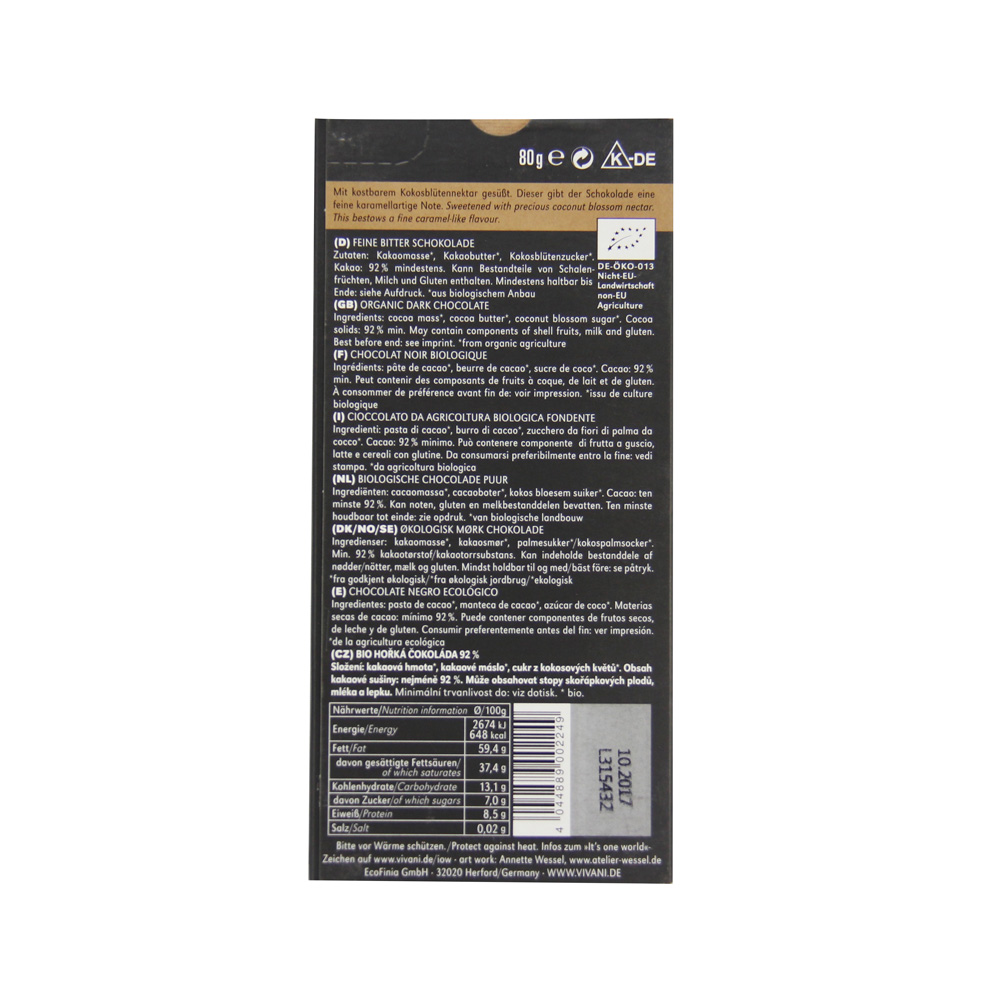 80g ℮ K-DE
Mit kostbarem Kokosblütennektar gesüßt. Dieser gibt der Schokolade eine
feine karamellartige Note. Sweetened with precious coconut blossom nectar.
This bestows a fine caramel-like flavour.
(D) FEINE BITTER SCHOKOLADE
Zutaten: Kakaomasse*, Kakaobutter*, Kokosblütenzucker*.
Kakao: 92% mindestens. Kann Bestandteile von Schalen-
früchten, Milch und Gluten enthalten. Mindestens haltbar bis
Ende: siehe Aufdruck. *aus biologischem Anbau
DE-ÖKO-013
Nicht-EU-
Landwirtschaft
non-EU
Agriculture
(GB) ORGANIC DARK CHOCOLATE
Ingredients: cocoa mass*, cocoa butter*, coconut blossom sugar*. Cocoa
solids: 92% min. May contain components of shell fruits, milk and gluten.
Best before end: see imprint. *from organic agriculture
(F) CHOCOLAT NOIR BIOLOGIQUE
Ingrédients: pâte de cacao*, beurre de cacao*, sucre de coco*. Cacao: 92%
min. Peut contenir des composants de fruits à coque, de lait et de gluten.
À consommer de préférence avant fin de: voir impression. *issu de culture
biologique
(I) CIOCCOLATO DA AGRICOLTURA BIOLOGICA FONDENTE
Ingredienti: pasta di cacao*, burro di cacao*, zucchero da fiori di palma da
cocco*. Cacao: 92% minimo. Può contenere componente di frutta a guscio,
latte e cereali con glutine. Da consumarsi preferibilmente entro la fine: vedi
stampa. *da agricoltura biologica
(NL) BIOLOGISCHE CHOCOLADE PUUR
Ingrediënten: cacaomassa*, cacaoboter*, kokos bloesem suiker*. Cacao: ten
minste 92%. Kan noten, gluten en melkbestanddelen bevatten. Ten minste
houdbaar tot einde: zie opdruk. *van biologische landbouw
(DK/NO/SE) ØKOLOGISK MØRK CHOKOLADE
Ingredienser: kakaomasse*, kakaosmør*, palmesukker*/kokospalmsocker*.
Min. 92% kakaotørstof/kakaotorrsubstans. Kan indeholde bestanddele af
nødder/nötter, mælk og gluten. Mindst holdbar til og med/bäst före: se påtryk.
*fra godkjent økologisk/*fra økologisk jordbrug/*ekologisk
(E) CHOCOLATE NEGRO ECOLÓGICO
Ingredientes: pasta de cacao*, manteca de cacao*, azúcar de coco*. Materias
secas de cacao: mínimo 92%. Puede contener componentes de frutos secos,
de leche y de gluten. Consumir preferentemente antes del fin: ver impresión.
*de la agricultura ecológica
(CZ) BIO HOŘKÁ ČOKOLÁDA 92%
Složení: kakaová hmota*, kakaové máslo*, cukr z kokosových květů*. Obsah
kakaové sušiny: nejméně 92 %. Může obsahovat stopy skořápkových plodů,
mléka a lepku. Minimální trvanlivost do: viz dotisk. * bio.
Nährwerte/Nutrition information Ø/100g
Energie/Energy 2674 kJ
648 kcal
Fett/Fat 59,4 g
davon gesättigte Fettsäuren/
of which saturates 37,4 g
Kohlenhydrate/Carbohydrate 13,1 g
davon Zucker/of which sugars 7,0 g
Eiweiß/Protein 8,5 g
Salz/Salt 0,02 g
4 044889 002249
10.2017
L31543Z
Bitte vor Wärme schützen./Protect against heat. Infos zum »It's one world«-
Zeichen auf www.vivani.de/iow - art work: Annette Wessel, www.atelier-wessel.de
EcoFinia GmbH · 32020 Herford/Germany · WWW.VIVANI.DE